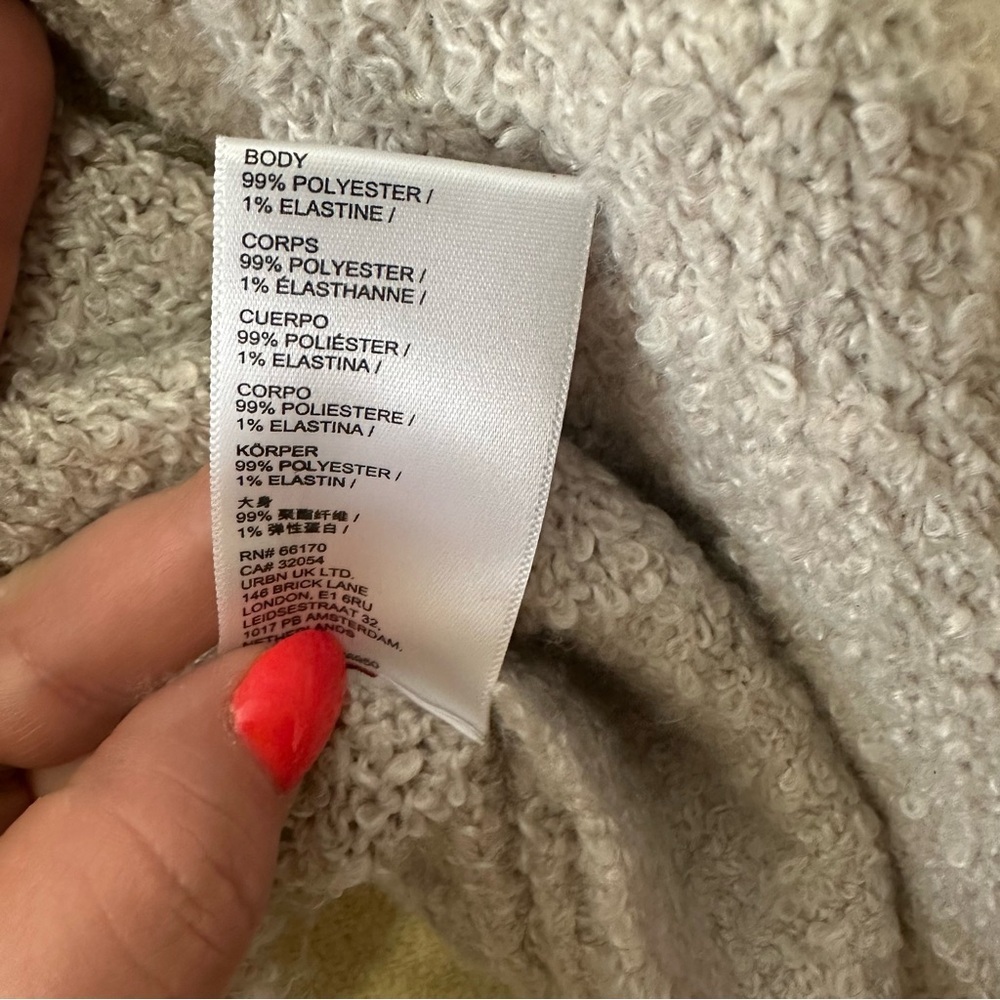 BODY
99% POLYESTER /
1% ELASTINE /
CORPS
99% POLYESTER /
1% ÉLASTHANNE /
CUERPO
99% POLIÉSTER /
1% ELASTINA /
CORPO
99% POLIESTERE /
1% ELASTINA /
KÖRPER
99% POLYESTER /
1% ELASTIN /
大身
99% 聚酯纤维 /
1% 弹性蛋白 /
RN# 66170
CA# 32054
URBN UK LTD.
146 BRICK LANE
LONDON, E1 6RU
LEIDSESTRAAT 32,
1017 PB AMSTERDAM,
NETHERLANDS